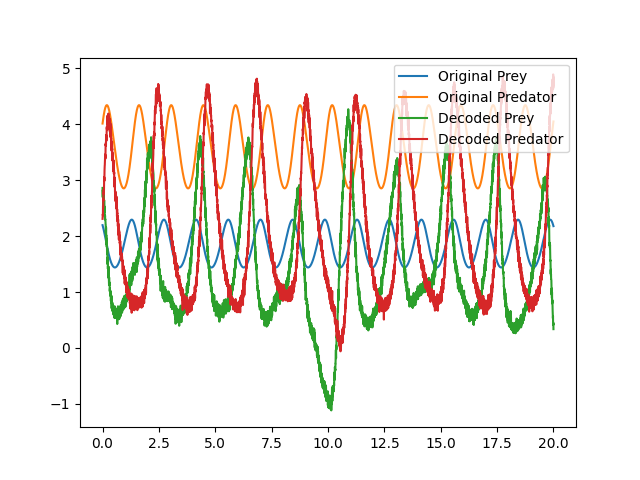 5
4
3
2
1
0
−1
0.0 2.5 5.0 7.5 10.0 12.5 15.0 17.5 20.0
Original Prey
Original Predator
Decoded Prey
Decoded Predator